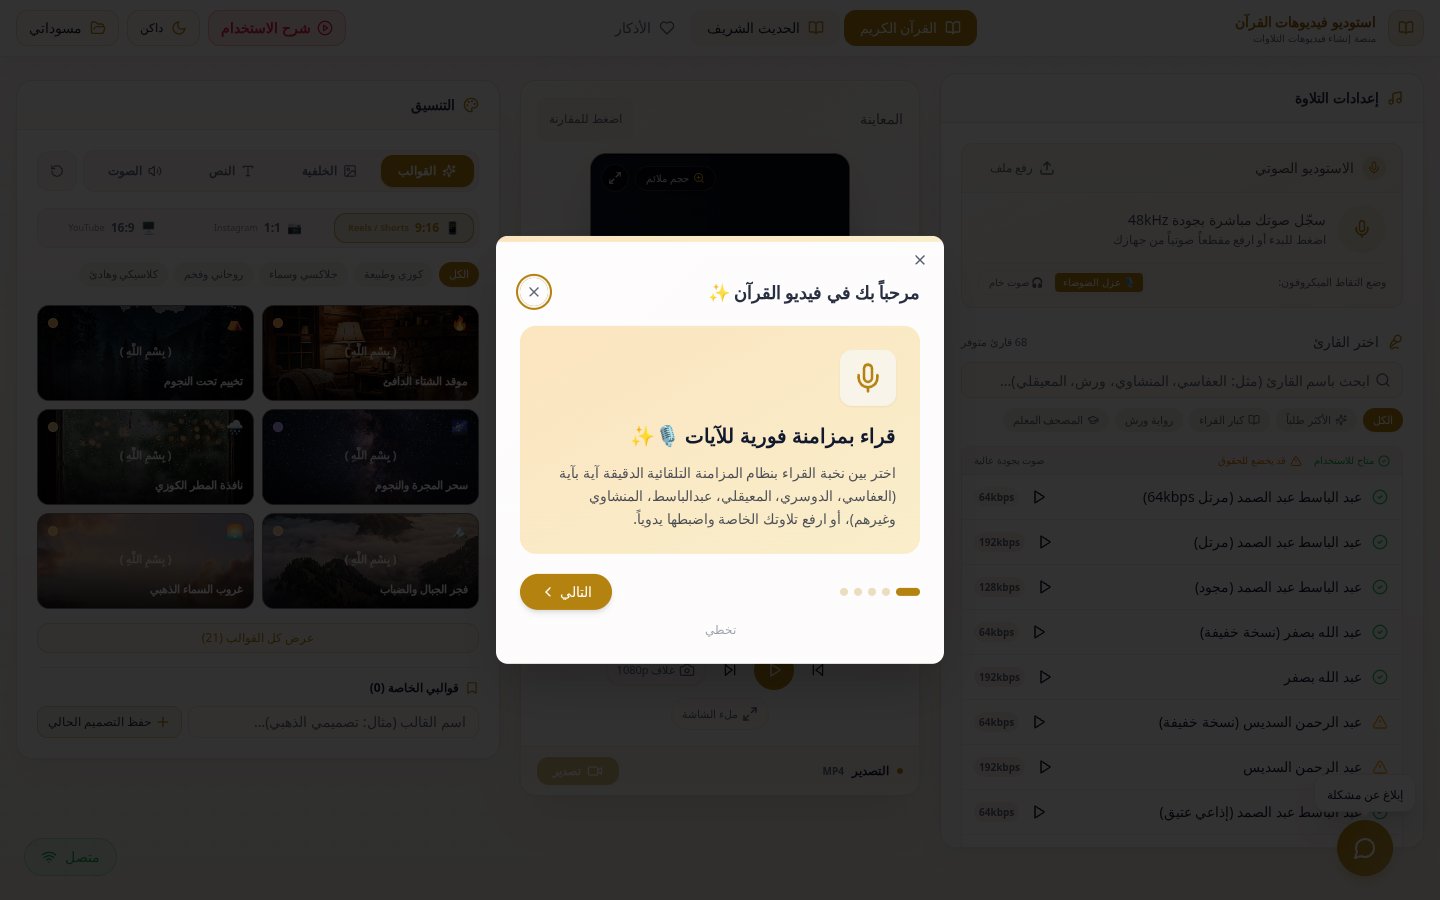 استوديو فيديوهات القرآن
منصة إنشاء فيديوهات التلاوات
القرآن الكريم
الحديث الشريف
الأذكار
شرح الاستخدام
داكن
مسوداتي
إعدادات التلاوة
الاستوديو الصوتي
رفع ملف
سجّل صوتك مباشرة بجودة 48kHz
اضغط للبدء أو ارفع مقطعاً صوتياً من جهازك
وضع التقاط الميكروفون:
عزل الضوضاء
صوت خام
اختر القارئ
68 قارئ متوفر
ابحث باسم القارئ (مثل: العفاسي، المنشاوي، ورش، المعيقلي)...
الكل
الأكثر طلباً
كبار القراء
رواية ورش
المصحف المعلم
متاح للاستخدام
قد يخضع للحقوق
صوت بجودة عالية
عبد الباسط عبد الصمد (مرتل 64kbps)
64kbps
عبد الباسط عبد الصمد (مرتل)
192kbps
عبد الباسط عبد الصمد (مجود)
128kbps
عبد الله بصفر (نسخة خفيفة)
64kbps
عبد الله بصفر
192kbps
عبد الرحمن السديس (نسخة خفيفة)
64kbps
عبد الرحمن السديس
192kbps
عبد الباسط عبد الصمد (إذاعي عتيق)
64kbps
إبلاغ عن مشكلة
المعاينة
اضغط للمقارنة
حجم ملائم
مرحباً بك في فيديو القرآن ✨
قراء بمزامنة فورية للآيات 🎙️✨
اختر بين نخبة القراء بنظام المزامنة التلقائية الدقيقة آية بآية
(العفاسي، الدوسري، المعيقلي، عبدالباسط، المنشاوي
وغيرهم)، أو ارفع تلاوتك الخاصة واضبطها يدوياً.
التالي
تخطي
غلاف 1080p
ملء الشاشة
التصدير
MP4
تصدير
التنسيق
القوالب
الخلفية
النص
الصوت
9:16 Reels / Shorts
1:1 Instagram
16:9 YouTube
الكل
كوزي وطبيعة
جلاكسي وسماء
روحاني وفخم
كلاسيكي وهادئ
( بِسْمِ اللَّهِ )
موقد الشتاء الدافئ
( بِسْمِ اللَّهِ )
تخييم تحت النجوم
( بِسْمِ اللَّهِ )
سحر المجرة والنجوم
( بِسْمِ اللَّهِ )
نافذة المطر الكوزي
( بِسْمِ اللَّهِ )
فجر الجبال والضباب
( بِسْمِ اللَّهِ )
غروب السماء الذهبي
عرض كل القوالب (21)
قوالبي الخاصة (0)
اسم القالب (مثال: تصميمي الذهبي)...
حفظ التصميم الحالي
متصل